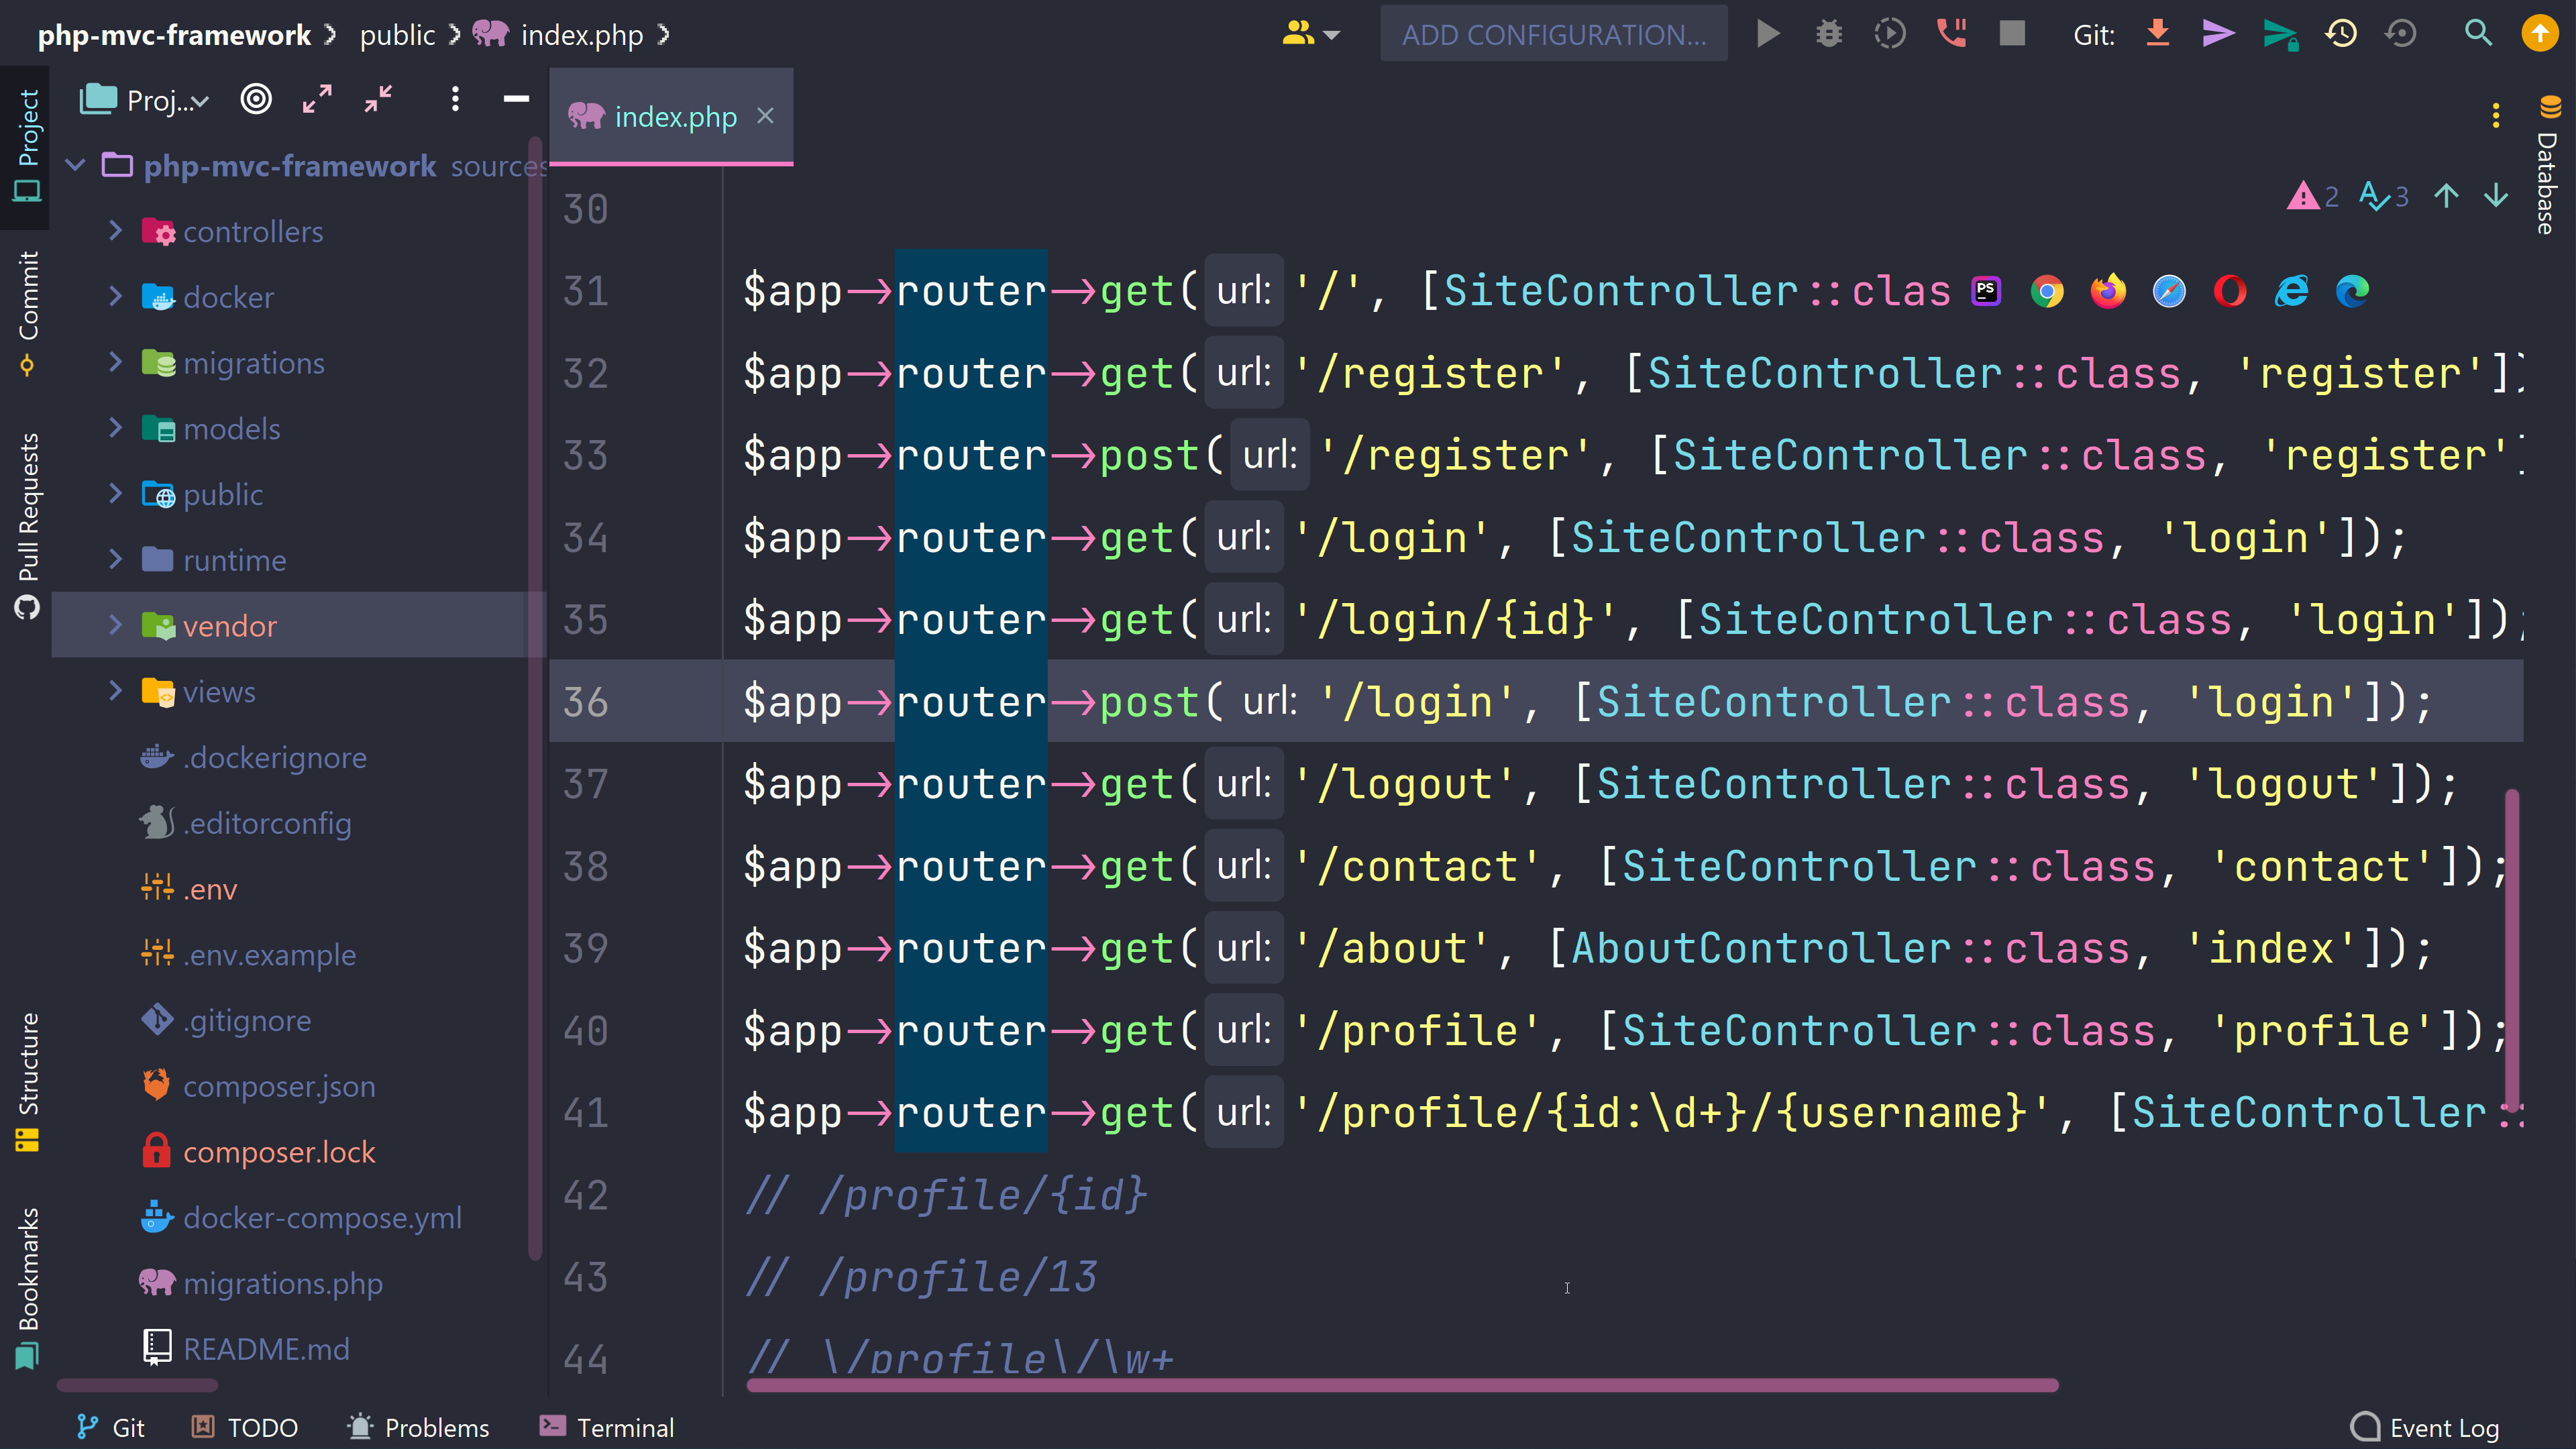 php-mvc-framework public index.php
ADD CONFIGURATION... Git:
Project
Commit
Pull Requests
Structure
Bookmarks
Proj...
php-mvc-framework sources
controllers
docker
migrations
models
public
runtime
vendor
views
.dockerignore
.editorconfig
.env
.env.example
.gitignore
composer.json
composer.lock
docker-compose.yml
migrations.php
README.md
index.php
2 3
30
31 $app->router->get( url: '/', [SiteController::clas PS
32 $app->router->get( url: '/register', [SiteController::class, 'register'])
33 $app->router->post( url: '/register', [SiteController::class, 'register']
34 $app->router->get( url: '/login', [SiteController::class, 'login']);
35 $app->router->get( url: '/login/{id}', [SiteController::class, 'login']);
36 $app->router->post( url: '/login', [SiteController::class, 'login']);
37 $app->router->get( url: '/logout', [SiteController::class, 'logout']);
38 $app->router->get( url: '/contact', [SiteController::class, 'contact']);
39 $app->router->get( url: '/about', [AboutController::class, 'index']);
40 $app->router->get( url: '/profile', [SiteController::class, 'profile']);
41 $app->router->get( url: '/profile/{id:\d+}/{username}', [SiteController::
42 // /profile/{id}
43 // /profile/13
44 // \/profile\/\w+
Database
Git TODO Problems Terminal Event Log